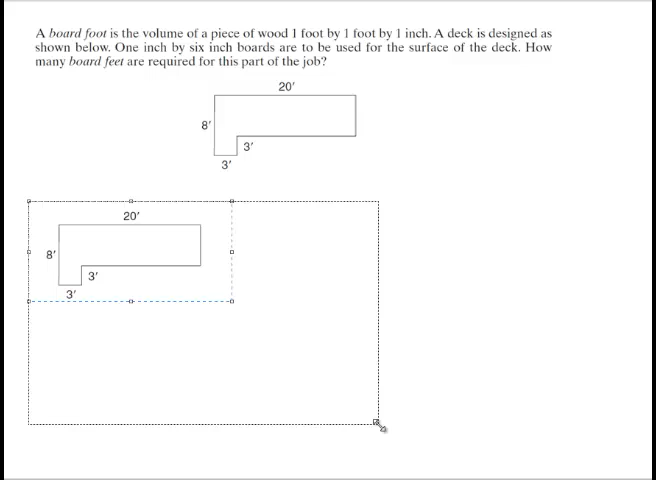 A board foot is the volume of a piece of wood 1 foot by 1 foot by 1 inch. A deck is designed as
shown below. One inch by six inch boards are to be used for the surface of the deck. How
many board feet are required for this part of the job?
20'
8'
3'
3'
20'
8'
3'
3'